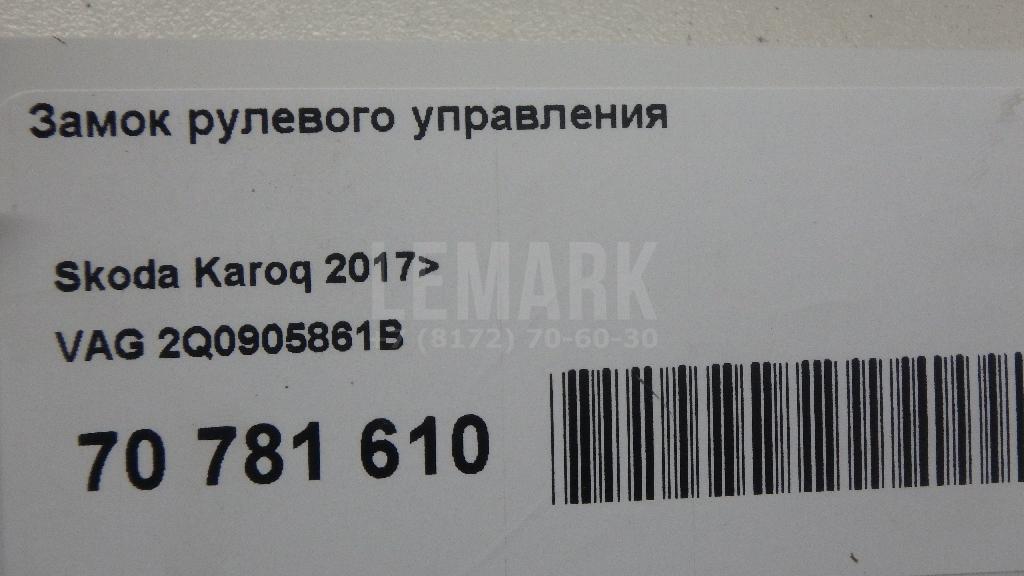 Замок рулевого управления
Skoda Karoq 2017>
LEMARK
VAG 2Q0905861B
(8172) 70-60-30
70 781 610